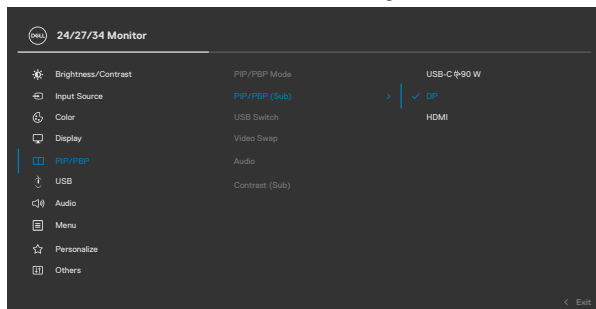 DELL 24/27/34 Monitor
Brightness/Contrast PIP/PBP Mode USB-C 90 W
Input Source PIP/PBP (Sub) > ✓ DP
Color USB Switch HDMI
Display Video Swap
PIP/PBP Audio
USB Contrast (Sub)
Audio
Menu
Personalize
Others
< Exit